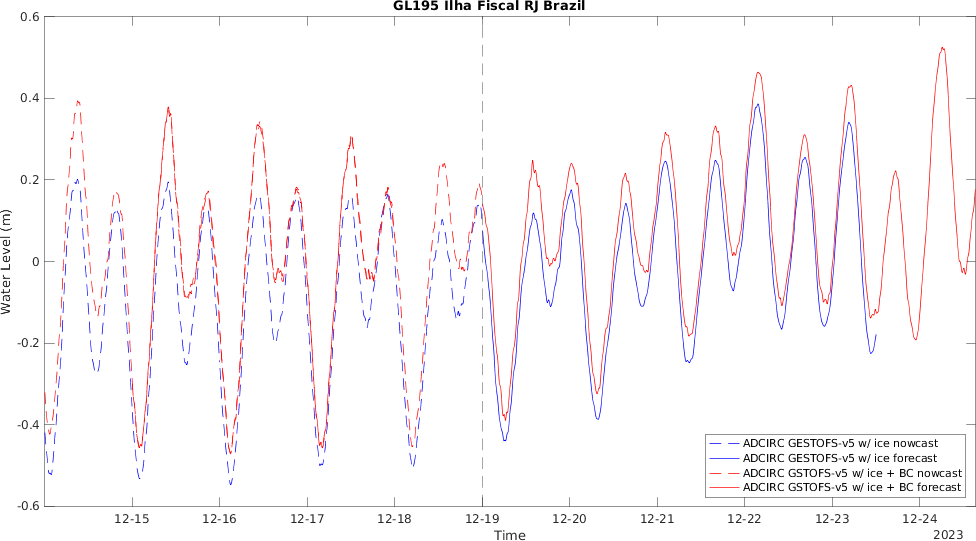 GL195 Ilha Fiscal RJ Brazil
0.6
0.4
0.2
0
-0.2
-0.4
-0.6
Water Level (m)
ADCIRC GESTOFS-v5 w/ ice nowcast
ADCIRC GESTOFS-v5 w/ ice forecast
ADCIRC GSTOFS-v5 w/ ice + BC nowcast
ADCIRC GSTOFS-v5 w/ ice + BC forecast
12-15 12-16 12-17 12-18 12-19 12-20 12-21 12-22 12-23 12-24
Time
2023